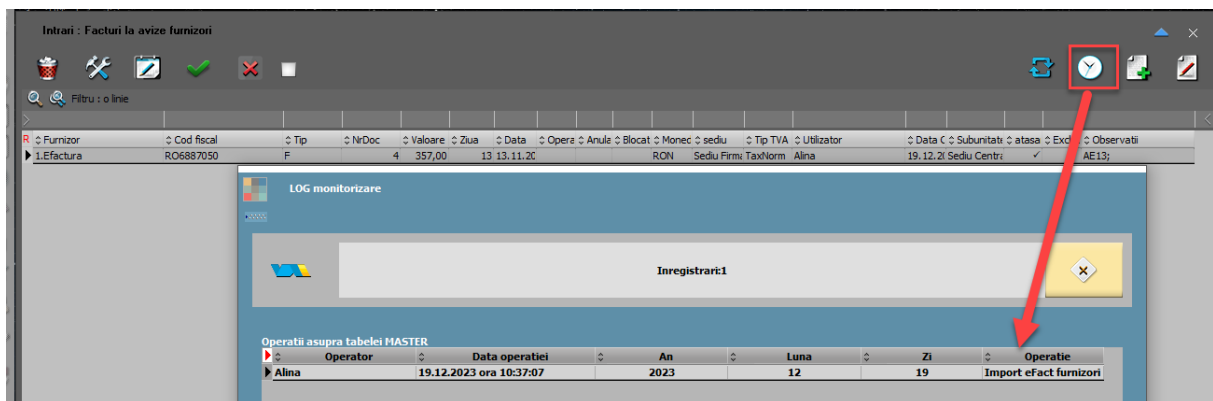 Intrari : Facturi la avize furnizori
Filtru : o linie
R Furnizor Cod fiscal Tip NrDoc Valoare Ziua Data Opera Anula Blocat Moned sediu Tip TVA Utilizator Data C Subunitate atasa Excl Observatii
1.Efactura RO6887050 F 4 357,00 13 13.11.20 RON Sediu Firma TaxNorm Alina 19.12.20 Sediu Centra ✓ AE13;
LOG monitorizare
Inregistrari:1
Operatii asupra tabelei MASTER
Operator Data operatiei An Luna Zi Operatie
Alina 19.12.2023 ora 10:37:07 2023 12 19 Import eFact furnizori